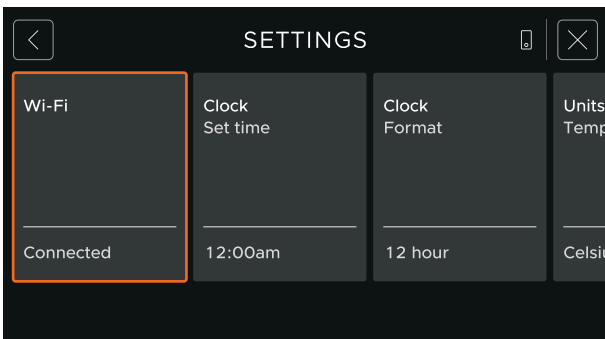 SETTINGS
Wi-Fi
Connected
Clock
Set time
12:00am
Clock
Format
12 hour
Units